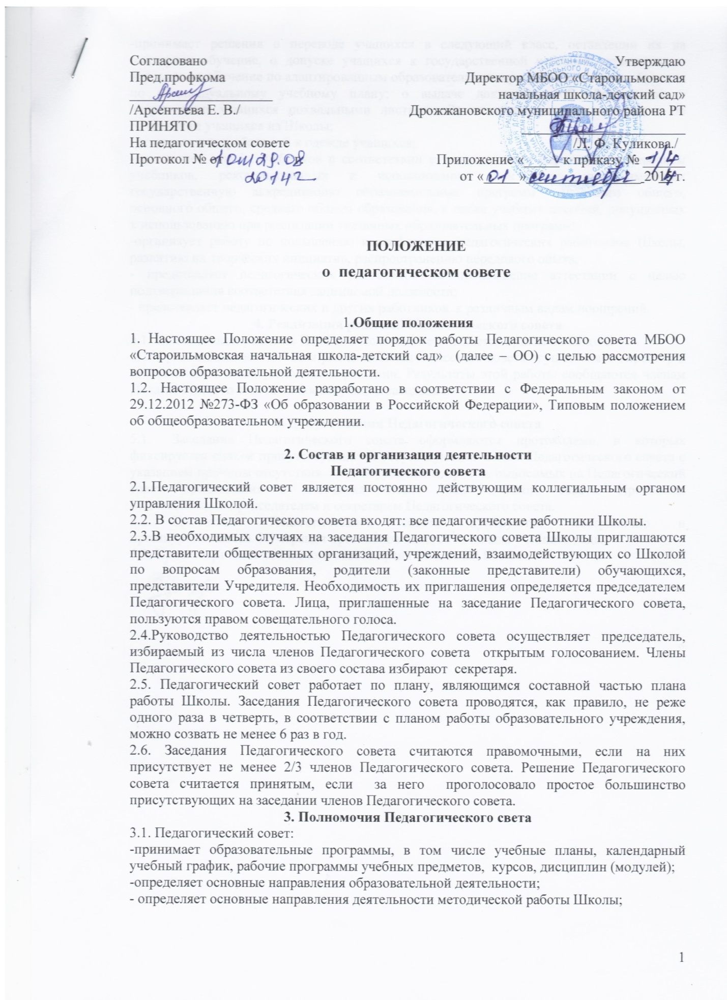 Согласовано
Утверждаю
Пред.профкома
Директор МБОО «Староильмовская
начальная школа-детский сад»
/Арсентьева Е. В./
Дрожжановского муниципального района РТ
ПРИНЯТО
На педагогическом совете
/Л. Ф. Куликова./
Протокол № 1 от 29.08 г.
2014 г
Приложение « к приказу № 1/4
от « 01 » сентября 2014 г.
ПОЛОЖЕНИЕ
о педагогическом совете
1.Общие положения
1. Настоящее Положение определяет порядок работы Педагогического совета МБОО
«Староильмовская начальная школа-детский сад» (далее – ОО) с целью рассмотрения
вопросов образовательной деятельности.
1.2. Настоящее Положение разработано в соответствии с Федеральным законом от
29.12.2012 №273-ФЗ «Об образовании в Российской Федерации», Типовым положением
об общеобразовательном учреждении.
2. Состав и организация деятельности
Педагогического совета
2.1.Педагогический совет является постоянно действующим коллегиальным органом
управления Школой.
2.2. В состав Педагогического совета входят: все педагогические работники Школы.
2.3.В необходимых случаях на заседания Педагогического совета Школы приглашаются
представители общественных организаций, учреждений, взаимодействующих со Школой
по вопросам образования, родители (законные представители) обучающихся,
представители Учредителя. Необходимость их приглашения определяется председателем
Педагогического совета. Лица, приглашенные на заседание Педагогического совета,
пользуются правом совещательного голоса.
2.4.Руководство деятельностью Педагогического совета осуществляет председатель,
избираемый из числа членов Педагогического совета открытым голосованием. Члены
Педагогического совета из своего состава избирают секретаря.
2.5. Педагогический совет работает по плану, являющимся составной частью плана
работы Школы. Заседания Педагогического совета проводятся, как правило, не реже
одного раза в четверть, в соответствии с планом работы образовательного учреждения,
можно созвать не менее 6 раз в год.
2.6. Заседания Педагогического совета считаются правомочными, если на них
присутствует не менее 2/3 членов Педагогического совета. Решение Педагогического
совета считается принятым, если за него проголосовало простое большинство
присутствующих на заседании членов Педагогического совета.
3. Полномочия Педагогического света
3.1. Педагогический совет:
-принимает образовательные программы, в том числе учебные планы, календарный
учебный график, рабочие программы учебных предметов, курсов, дисциплин (модулей);
-определяет основные направления образовательной деятельности;
- определяет основные направления деятельности методической работы Школы;
1